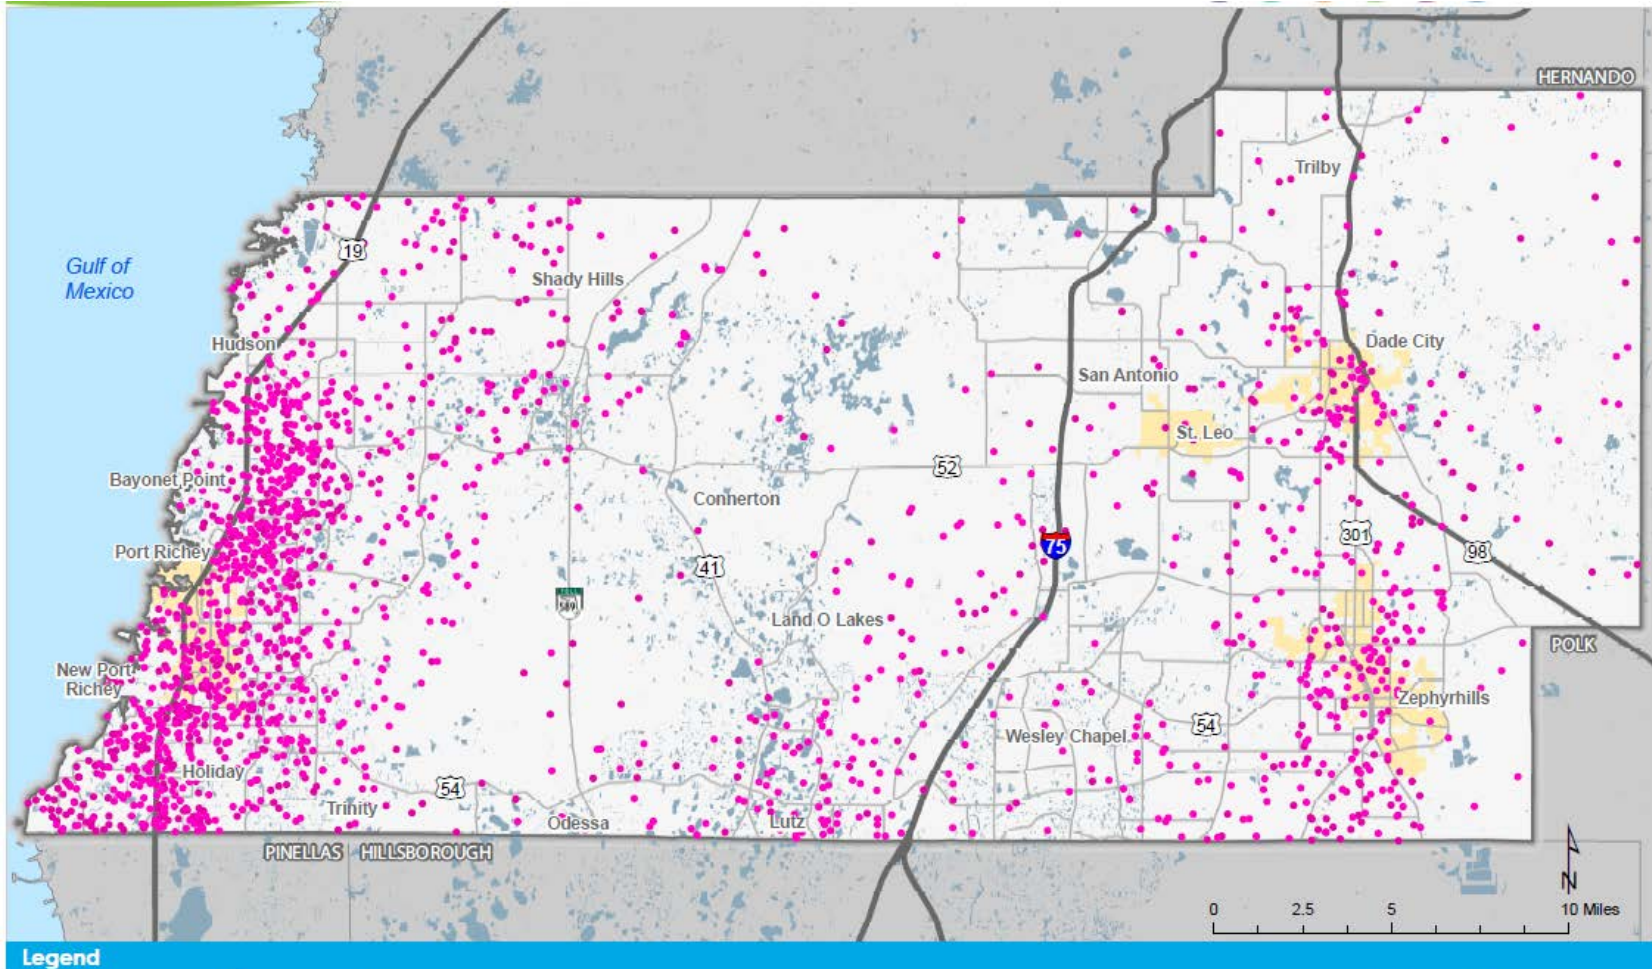 HERNANDO
Trilby
19
Gulf of
Mexico
Shady Hills
Hudson
Dade City
San Antonio
St. Leo
52
Bayonet Point
Connerton
Port Richey
75
301
98
41
TOLL
589
Land O Lakes
POLK
New Port
Richey
Zephyrhills
54
Wesley Chapel
Holiday
54
Trinity
Odessa
Lutz
PINELLAS
HILLSBOROUGH
N
0 2.5 5 10 Miles
Legend